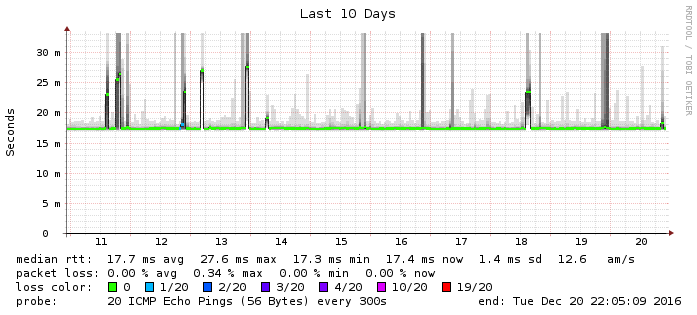 Last 10 Days
RRDTOOL / TOBI OETIKER
Seconds
30 m
25 m
20 m
15 m
10 m
5 m
0
11 12 13 14 15 16 17 18 19 20
median rtt: 17.7 ms avg 27.6 ms max 17.3 ms min 17.4 ms now 1.4 ms sd 12.6 am/s
packet loss: 0.00 % avg 0.34 % max 0.00 % min 0.00 % now
loss color: 0 1/20 2/20 3/20 4/20 10/20 19/20
probe: 20 ICMP Echo Pings (56 Bytes) every 300s end: Tue Dec 20 22:05:09 2016